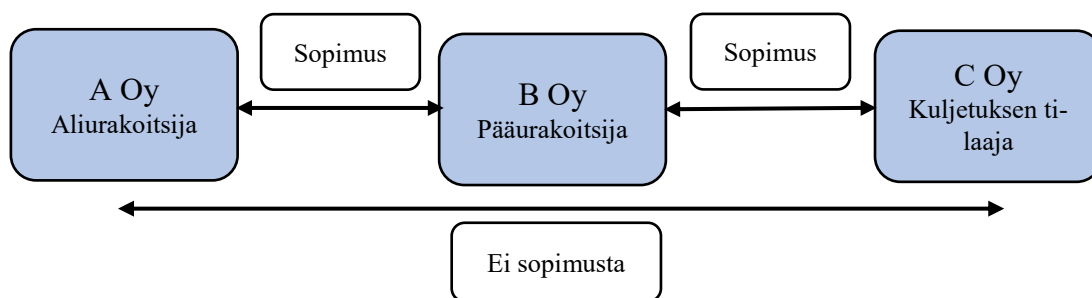 Sopimus
Sopimus
A Oy
Aliurakoitsija
B Oy
Pääurakoitsija
C Oy
Kuljetuksen ti-
laaja
Ei sopimusta